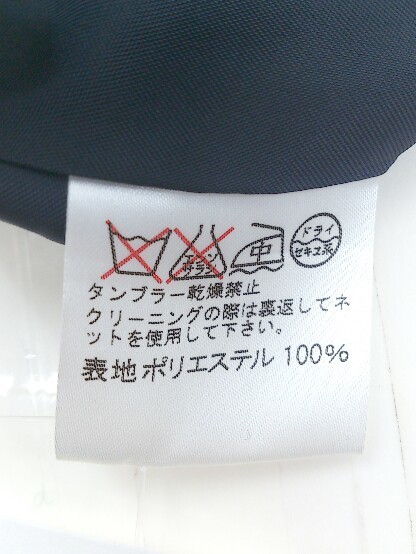 エンソ
サラシ
中
ドライ
セキユ系
タンブラー乾燥禁止
クリーニングの際は裏返してネ
ットを使用して下さい。
表地ポリエステル 100%